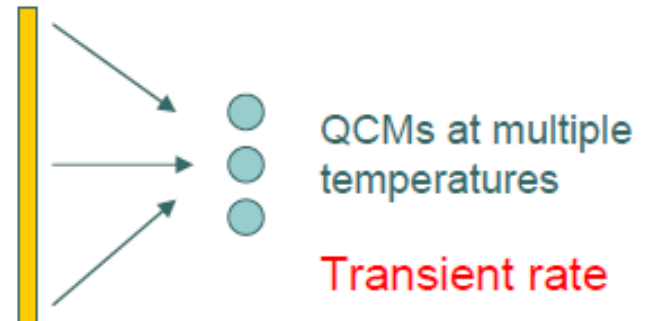 QCMs at multiple
temperatures
Transient rate